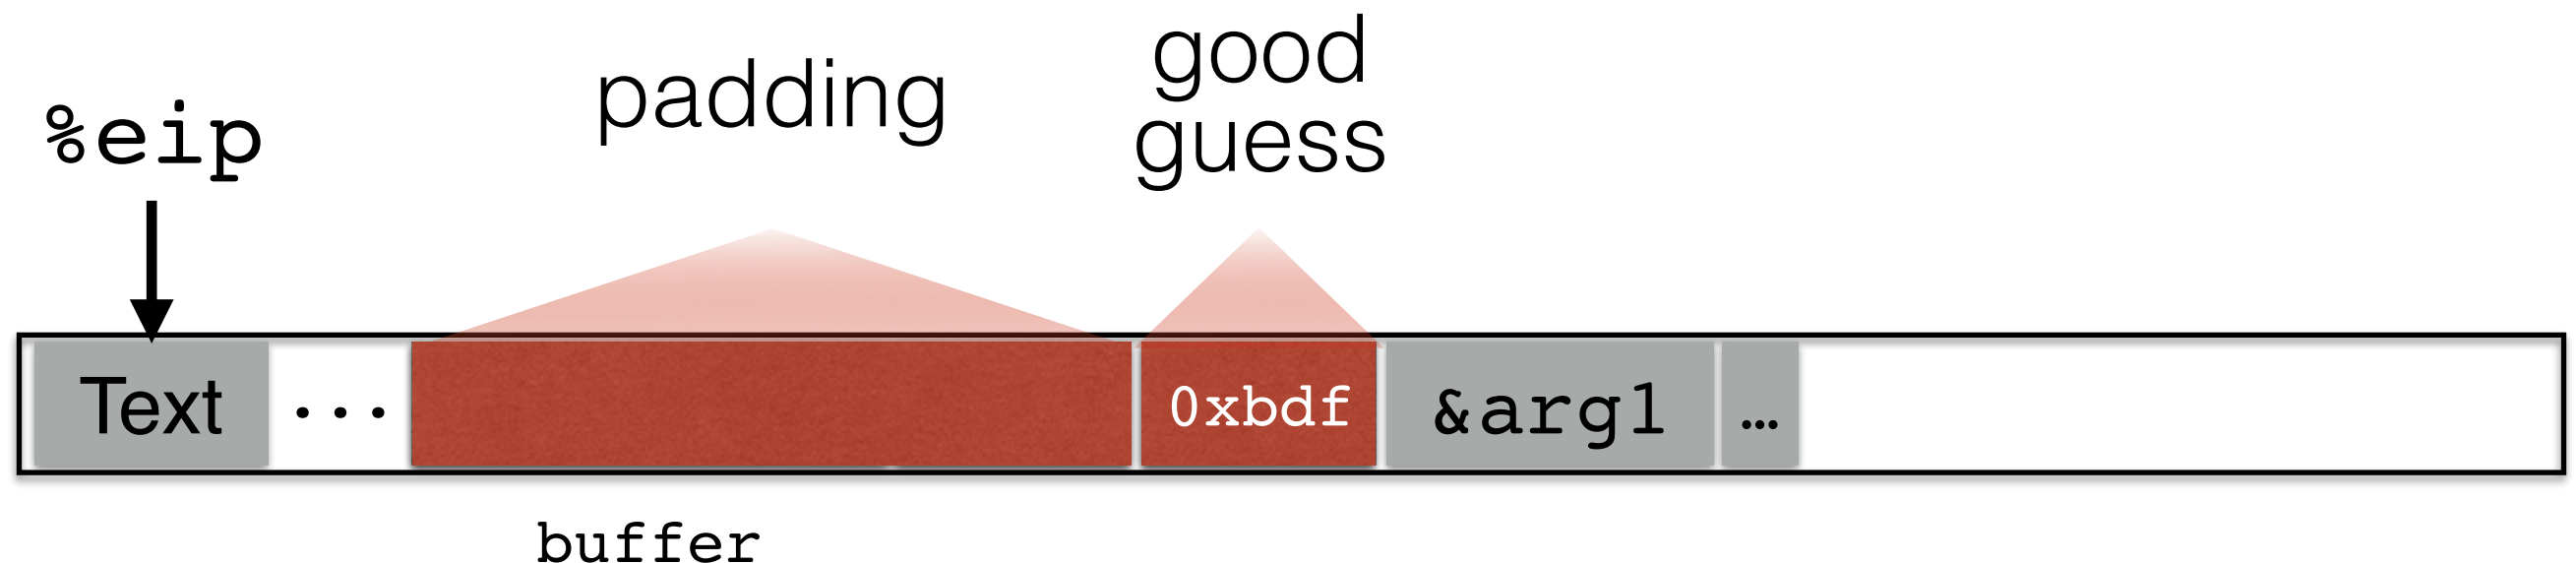 %eip
padding
good
guess
Text ... 0xbdf &arg1 ...
buffer